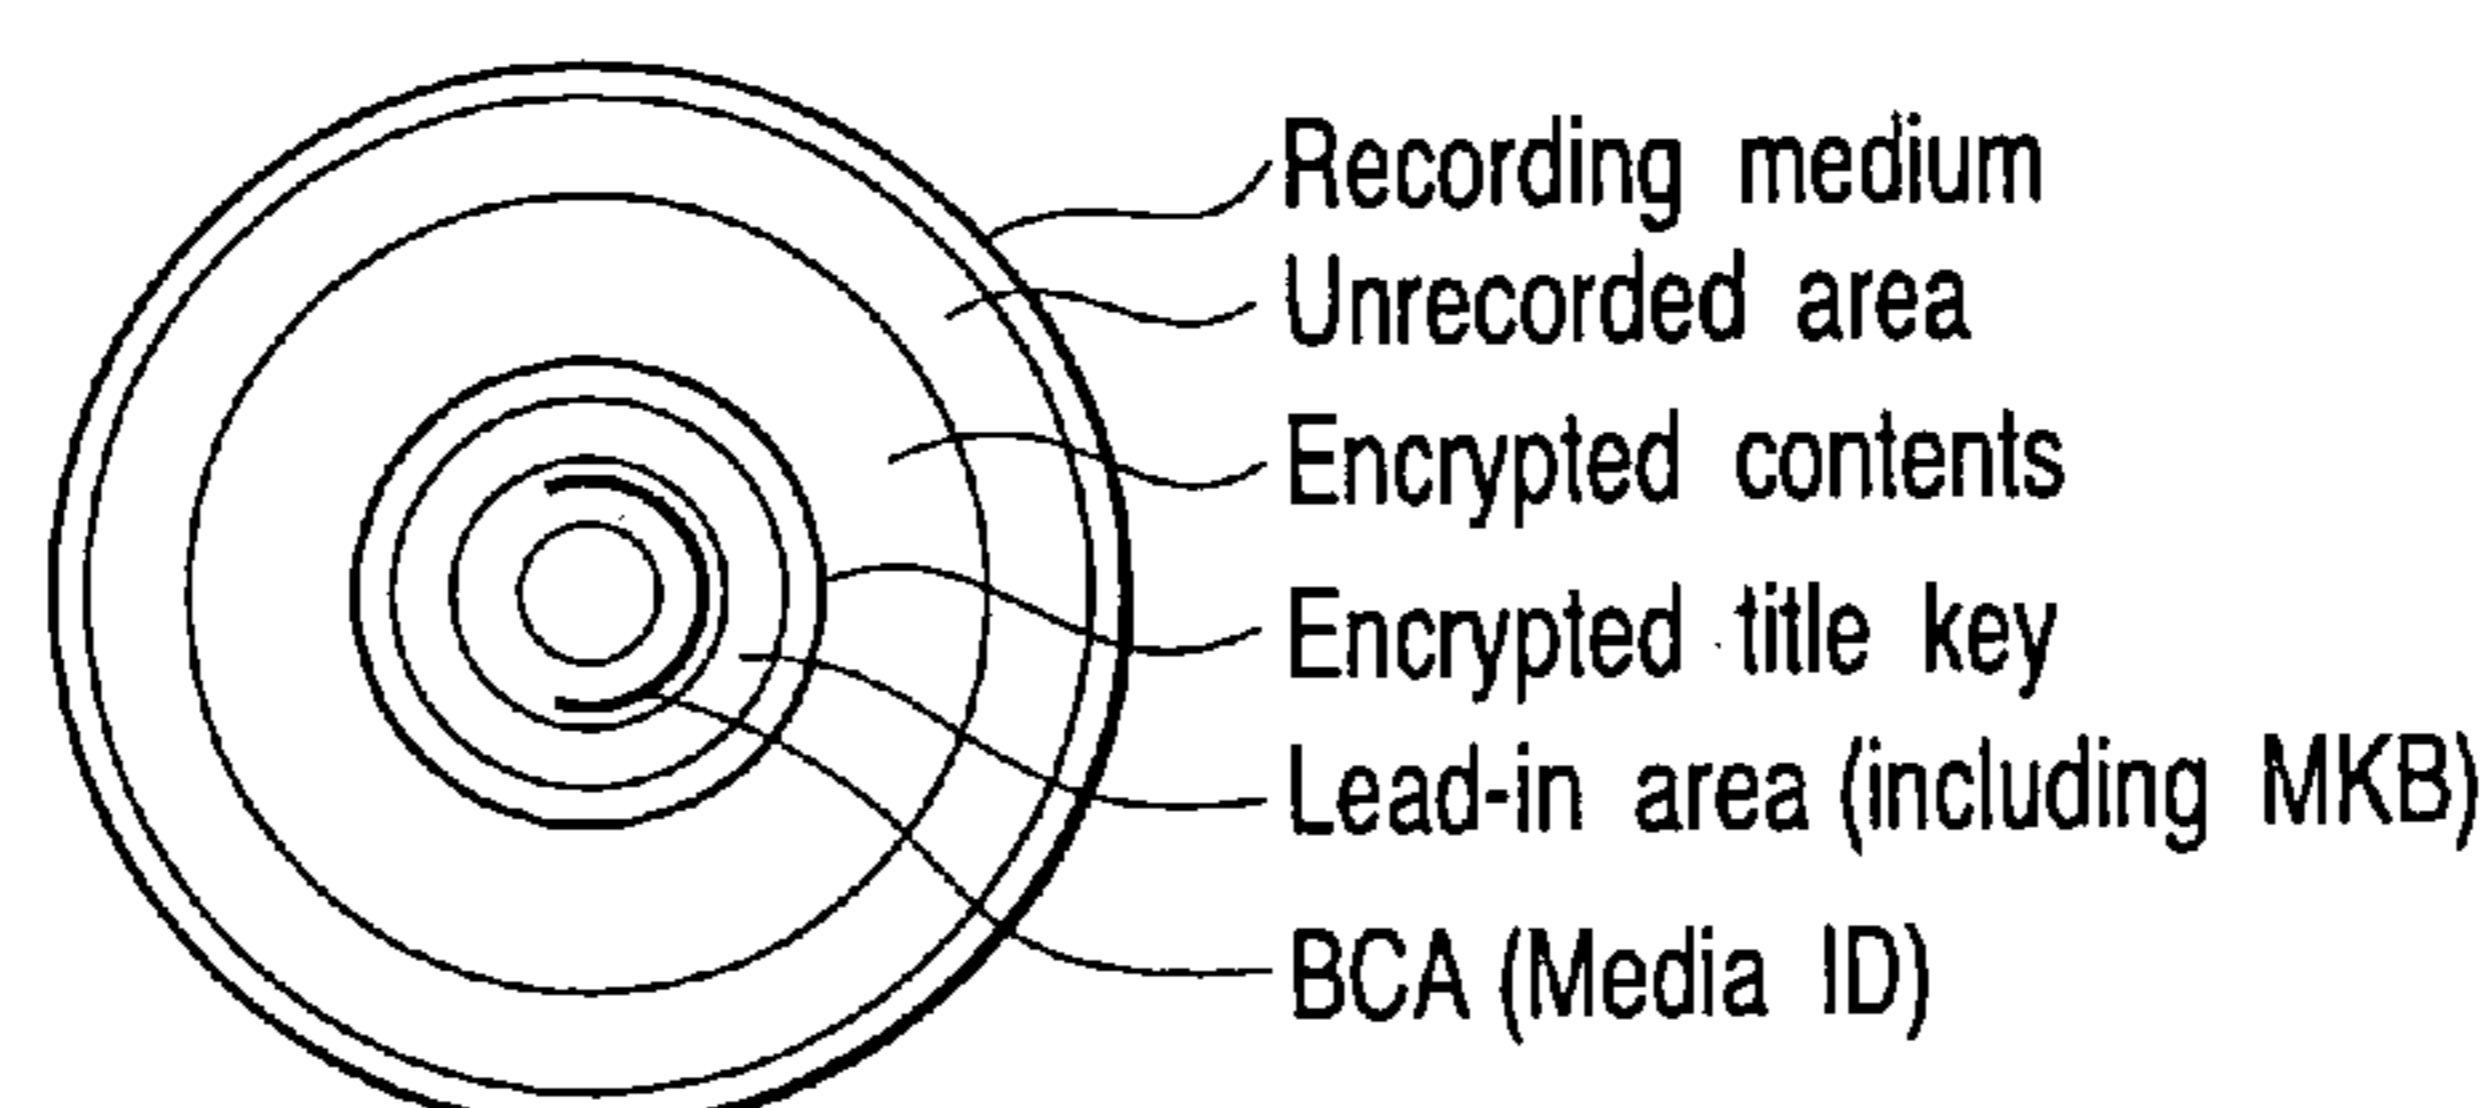 Recording medium
Unrecorded area
Encrypted contents
Encrypted title key
Lead-in area (including MKB)
BCA (Media ID)